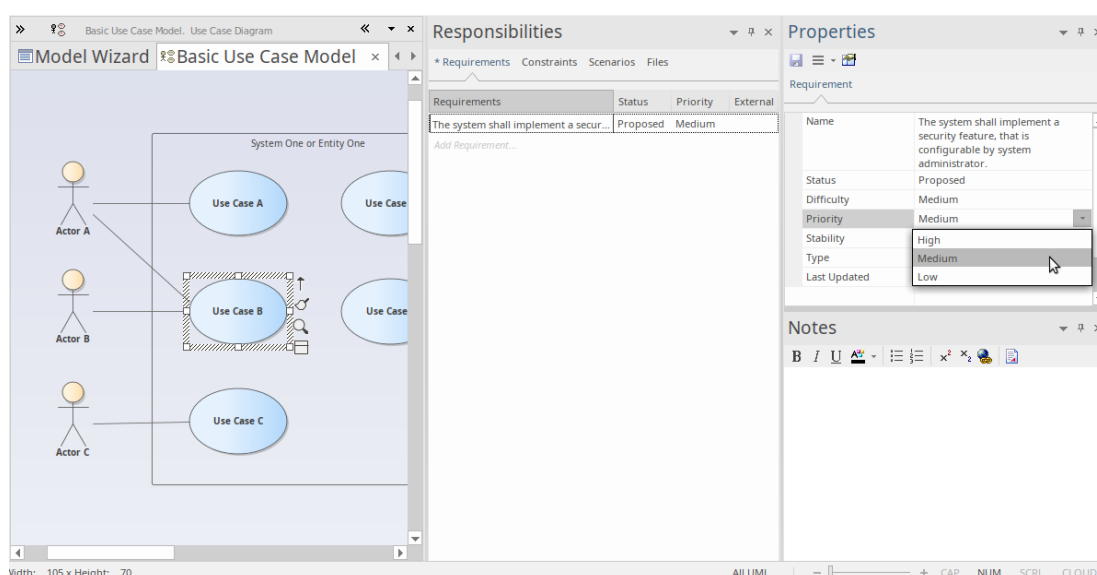 Basic Use Case Model. Use Case Diagram
Model Wizard
Basic Use Case Model
System One or Entity One
Actor A
Use Case A
Use Case
Actor B
Use Case B
Use Case
Actor C
Use Case C
Width: 105 x Height: 70
Responsibilities
* Requirements Constraints Scenarios Files
Requirements Status Priority External
The system shall implement a secur... Proposed Medium
Add Requirement...
Properties
Requirement
Name The system shall implement a
security feature, that is
configurable by system
administrator.
Status Proposed
Difficulty Medium
Priority Medium
Stability
High
Type
Medium
Last Updated
Low
Notes
B I U
All UML
CAP NUM SCRL CLOUD